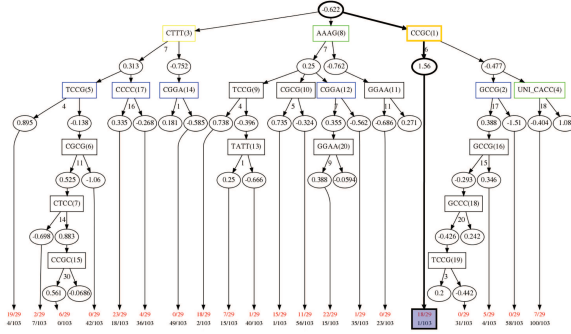 -0.622
CTTT(3) AAAG(8) CCGC(1)
7 7 6
0.313 -0.752 0.25 -0.762 1.56 -0.477
TCCG(5) CCCC(17) CGGA(14) TCCG(9) CGCG(10) CGGA(12) GGAA(11) GCCG(2) UNI_CACC(4)
4 16 1 4 5 7 11 17 18
0.895 -0.138 0.335 -0.268 0.181 -0.585 0.738 -0.396 0.735 -0.324 0.355 -0.562 -0.686 0.271 0.388 -1.51 -0.404 1.08
CGCG(6) TATT(13) GGAA(20) GCCG(16)
11 1 9 15
0.525 -1.06 0.25 -0.666 0.388 -0.0594 -0.293 0.346
CTCC(7) GCCC(18)
14 20
-0.698 0.883 -0.426 0.242
CCGC(15) TCCG(19)
30 3
0.561 -0.0686 0.2 -0.442
19/29 2/29 6/29 0/29 23/29 4/29 0/29 18/29 7/29 1/29 15/29 11/29 22/29 1/29 6/29 18/29 0/29 5/29 0/29 7/29
4/103 7/103 0/103 42/103 18/103 36/103 49/103 2/103 15/103 40/103 1/103 56/103 15/103 35/103 23/103 1/103 31/103 4/103 58/103 100/103